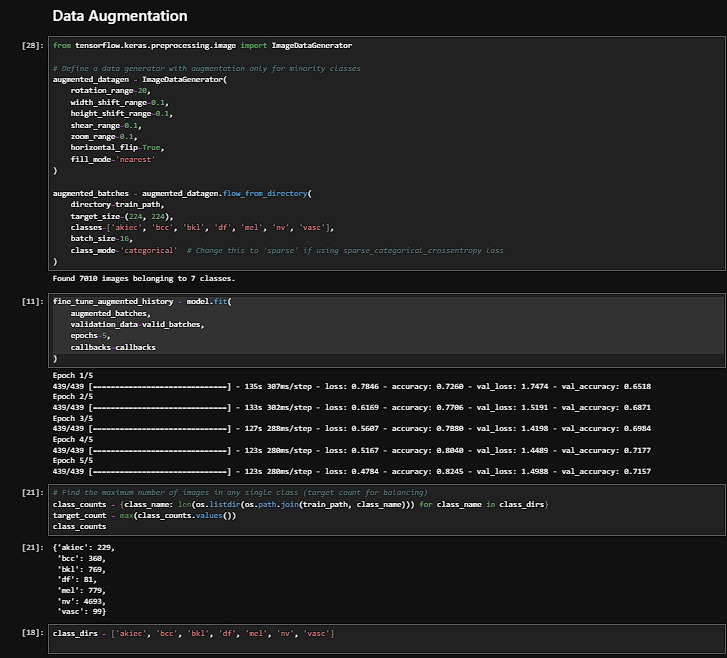 Data Augmentation
[28]: from tensorflow.keras.preprocessing.image import ImageDataGenerator
# Define a data generator with augmentation only for minority classes
augmented_datagen = ImageDataGenerator(
rotation_range=20,
width_shift_range=0.1,
height_shift_range=0.1,
shear_range=0.1,
zoom_range=0.1,
horizontal_flip=True,
fill_mode='nearest'
)
augmented_batches = augmented_datagen.flow_from_directory(
directory=train_path,
target_size=(224, 224),
classes=['akiec', 'bcc', 'bkl', 'df', 'mel', 'nv', 'vasc'],
batch_size=16,
class_mode='categorical' # Change this to 'sparse' if using sparse_categorical_crossentropy loss
)
Found 7010 images belonging to 7 classes.
[11]: fine_tune_augmented_history = model.fit(
augmented_batches,
validation_data=valid_batches,
epochs=5,
callbacks=callbacks
)
Epoch 1/5
439/439 [==============================] - 135s 307ms/step - loss: 0.7846 - accuracy: 0.7260 - val_loss: 1.7474 - val_accuracy: 0.6518
Epoch 2/5
439/439 [==============================] - 133s 302ms/step - loss: 0.6169 - accuracy: 0.7706 - val_loss: 1.5191 - val_accuracy: 0.6871
Epoch 3/5
439/439 [==============================] - 127s 288ms/step - loss: 0.5607 - accuracy: 0.7880 - val_loss: 1.4198 - val_accuracy: 0.6984
Epoch 4/5
439/439 [==============================] - 123s 280ms/step - loss: 0.5167 - accuracy: 0.8040 - val_loss: 1.4489 - val_accuracy: 0.7177
Epoch 5/5
439/439 [==============================] - 123s 280ms/step - loss: 0.4784 - accuracy: 0.8245 - val_loss: 1.4988 - val_accuracy: 0.7157
[21]: # Find the maximum number of images in any single class (target count for balancing)
class_counts = {class_name: len(os.listdir(os.path.join(train_path, class_name))) for class_name in class_dirs}
target_count = max(class_counts.values())
class_counts
[21]: {'akiec': 229,
'bcc': 360,
'bkl': 769,
'df': 81,
'mel': 779,
'nv': 4693,
'vasc': 99}
[18]: class_dirs = ['akiec', 'bcc', 'bkl', 'df', 'mel', 'nv', 'vasc']